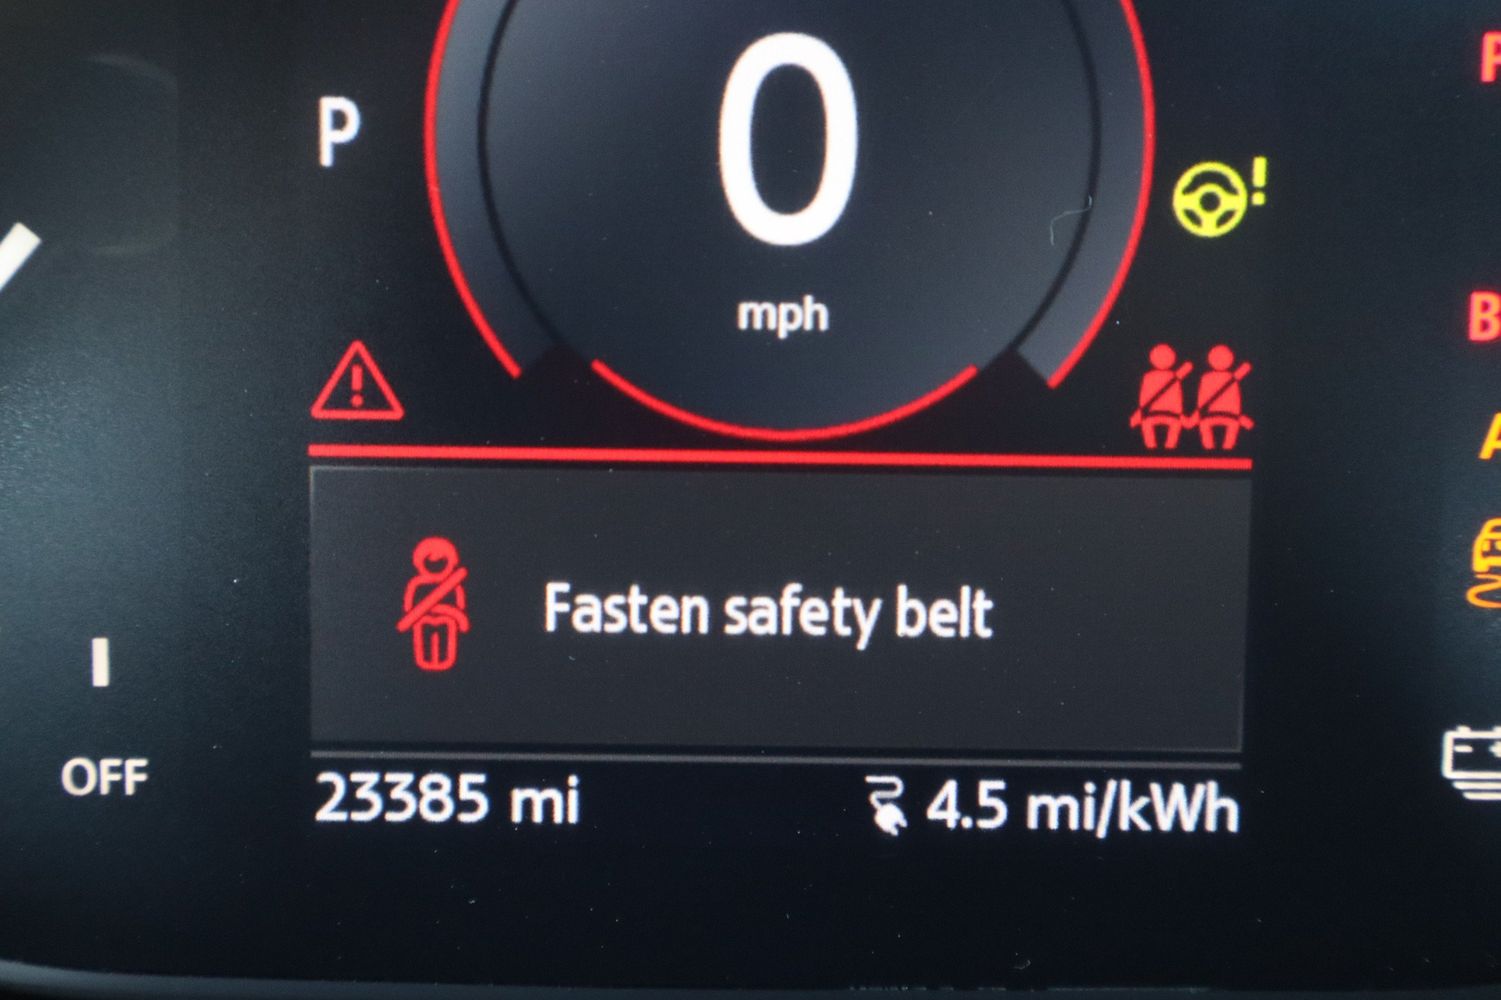 P
0
mph
Fasten safety belt
OFF
23385 mi
4.5 mi/kWh